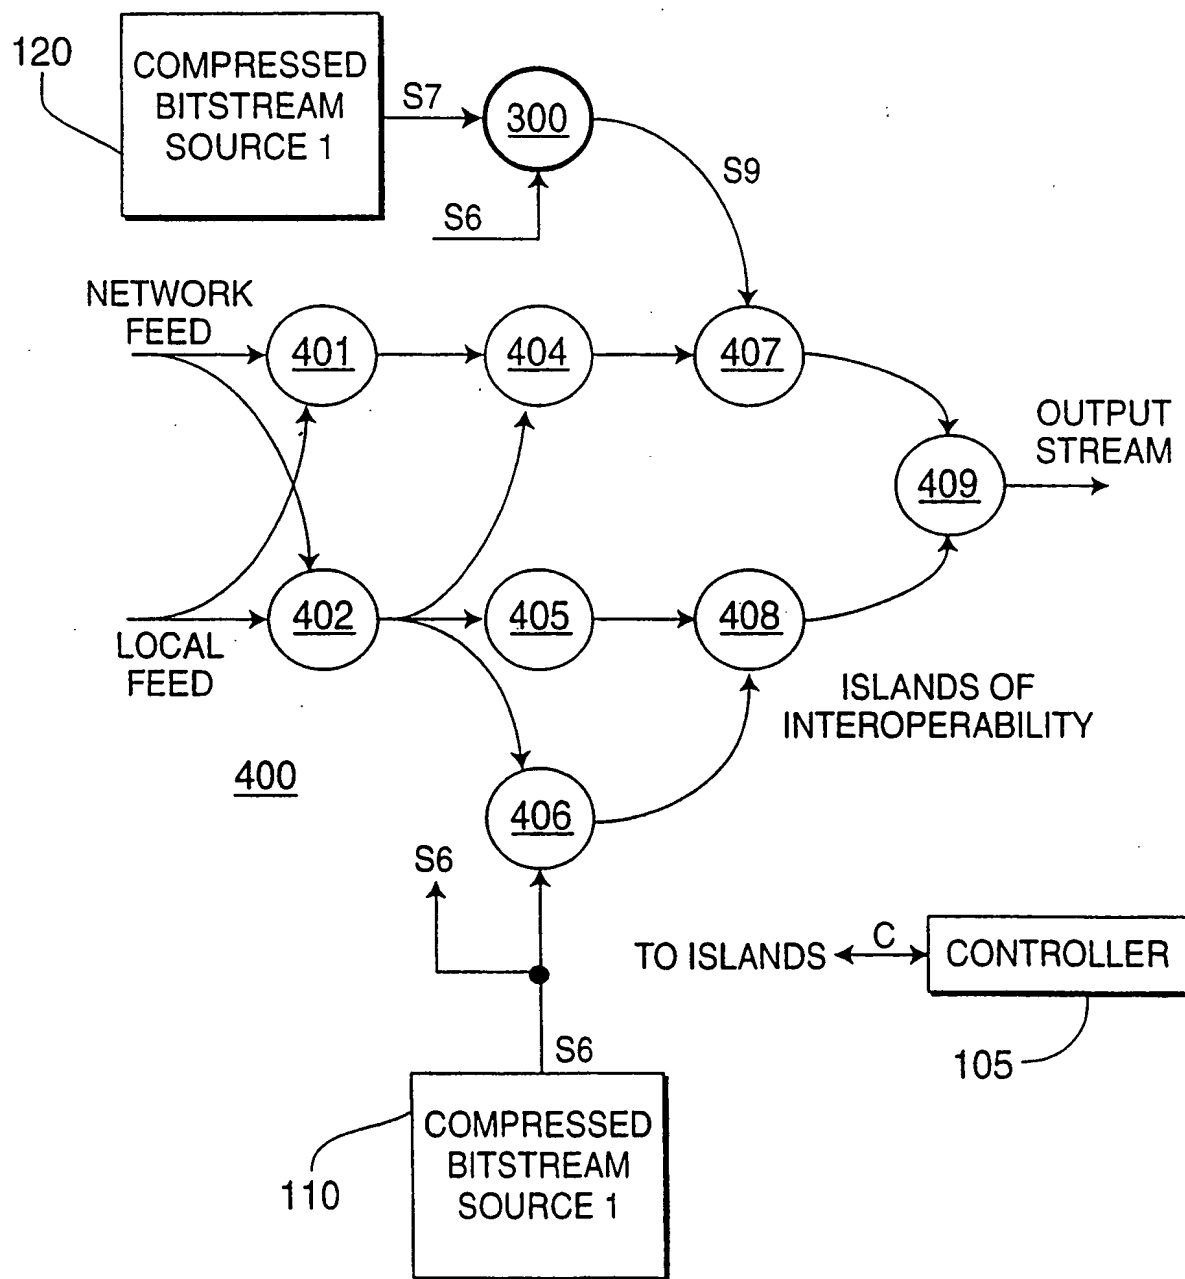 120
COMPRESSED
BITSTREAM
SOURCE 1
S7
300
S9
S6
NETWORK
FEED
401
404
407
OUTPUT
STREAM
409
402
405
408
LOCAL
FEED
ISLANDS OF
INTEROPERABILITY
400
406
S6
TO ISLANDS
C
CONTROLLER
105
S6
COMPRESSED
BITSTREAM
SOURCE 1
110